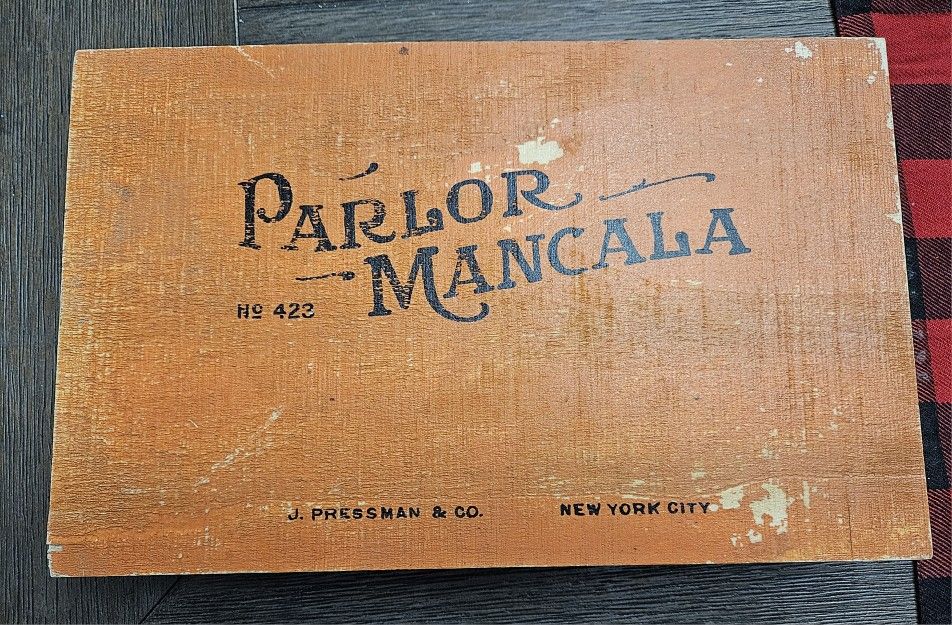 PARLOR
MANCALA
Nº 423
J. PRESSMAN & CO. NEW YORK CITY